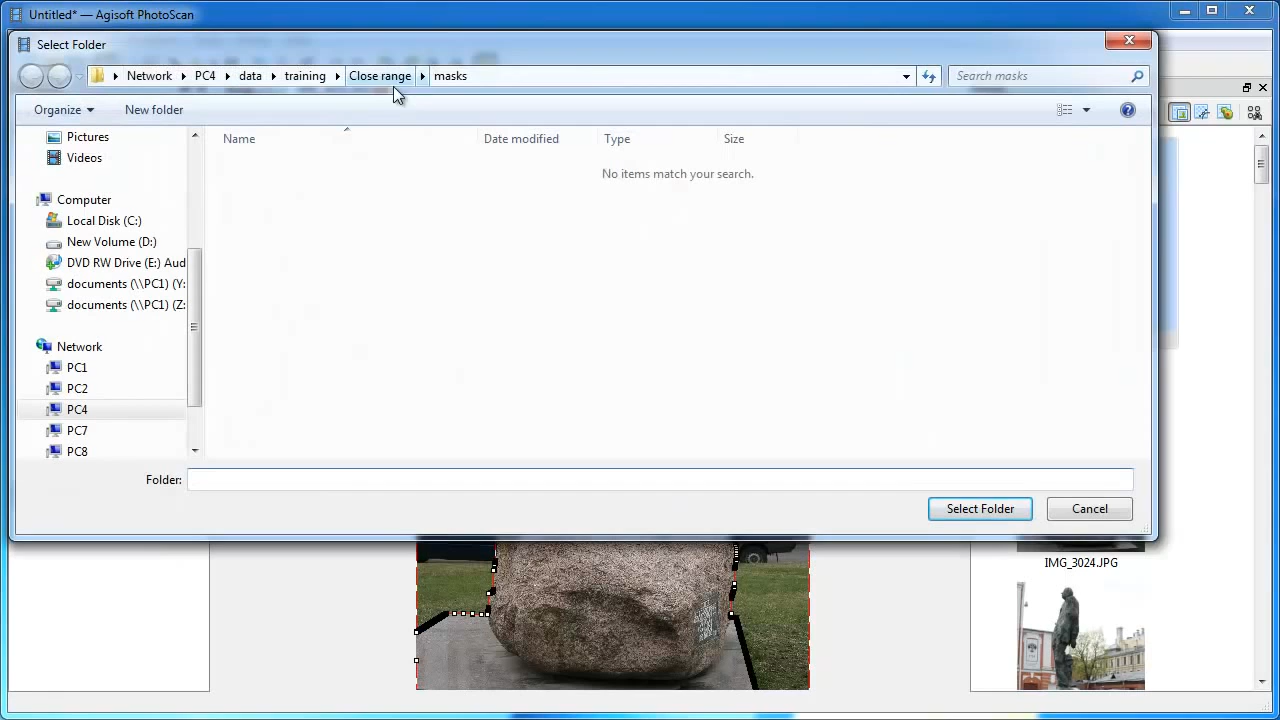 Untitled* — Agisoft PhotoScan
Select Folder
Network PC4 data training Close range masks
Search masks
Organize New folder
Name Date modified Type Size
No items match your search.
Pictures
Videos
Computer
Local Disk (C:)
New Volume (D:)
DVD RW Drive (E:) Aud
documents (\\PC1) (Y:
documents (\\PC1) (Z:
Network
PC1
PC2
PC4
PC7
PC8
Folder:
Select Folder Cancel
IMG_3024.JPG